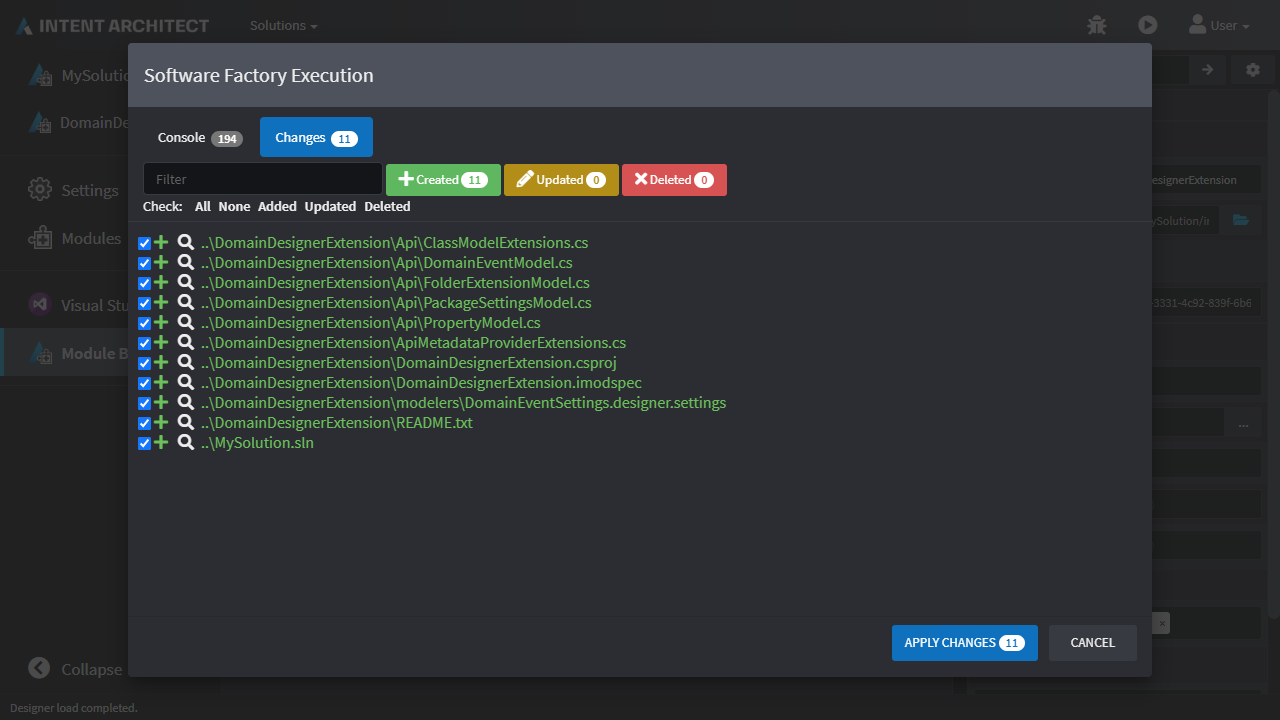 INTENT ARCHITECT Solutions User
Software Factory Execution
MySolutio
DomainDe
Settings
Modules
Visual Stu
Module B
Collapse
Designer load completed.
Console 194 Changes 11
Filter Created 11 Updated 0 Deleted 0
Check: All None Added Updated Deleted
..\DomainDesignerExtension\Api\ClassModelExtensions.cs
..\DomainDesignerExtension\Api\DomainEventModel.cs
..\DomainDesignerExtension\Api\FolderExtensionModel.cs
..\DomainDesignerExtension\Api\PackageSettingsModel.cs
..\DomainDesignerExtension\Api\PropertyModel.cs
..\DomainDesignerExtension\ApiMetadataProviderExtensions.cs
..\DomainDesignerExtension\DomainDesignerExtension.csproj
..\DomainDesignerExtension\DomainDesignerExtension.imodspec
..\DomainDesignerExtension\modelers\DomainEventSettings.designer.settings
..\DomainDesignerExtension\README.txt
..\MySolution.sln
APPLY CHANGES 11 CANCEL
esignerExtension
ySolution/ir
-3331-4c92-839f-6b6
...